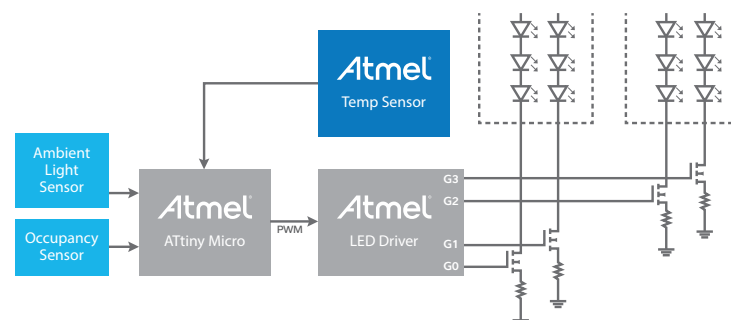 Atmel®
Temp Sensor
Ambient
Light
Sensor
Occupancy
Sensor
Atmel®
ATtiny Micro
PWM
Atmel®
LED Driver
G3
G2
G1
G0